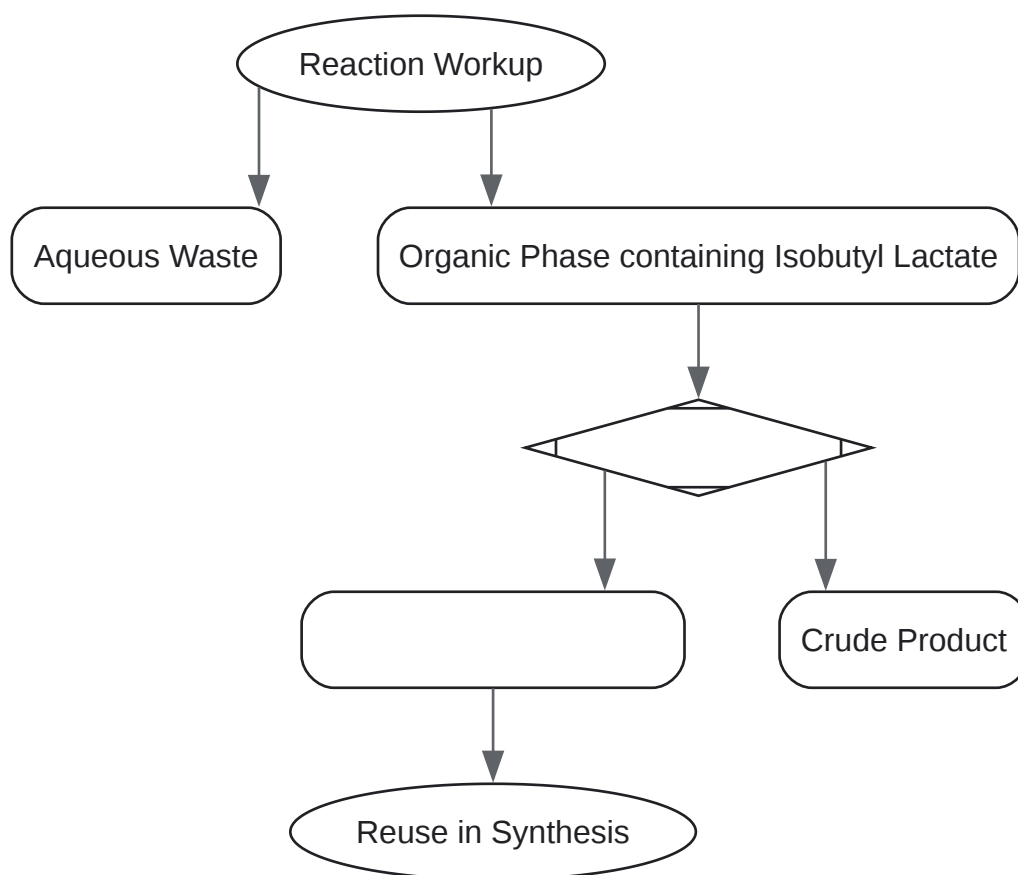 Reaction Workup
Aqueous Waste
Organic Phase containing Isobutyl Lactate
Crude Product
Reuse in Synthesis